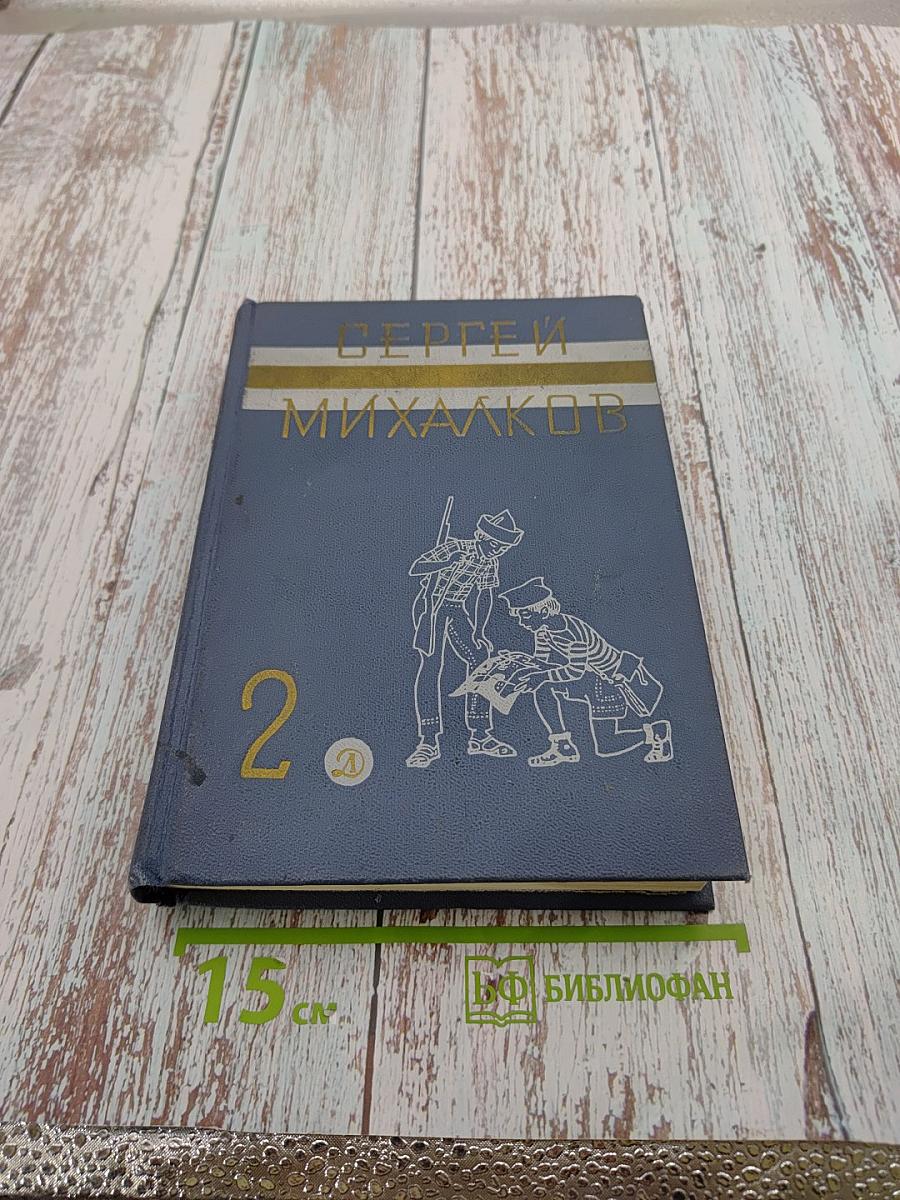 СЕРГЕЙ
МИХАЛКОВ
2
Д
15 см
БФ БИБЛИОФАН